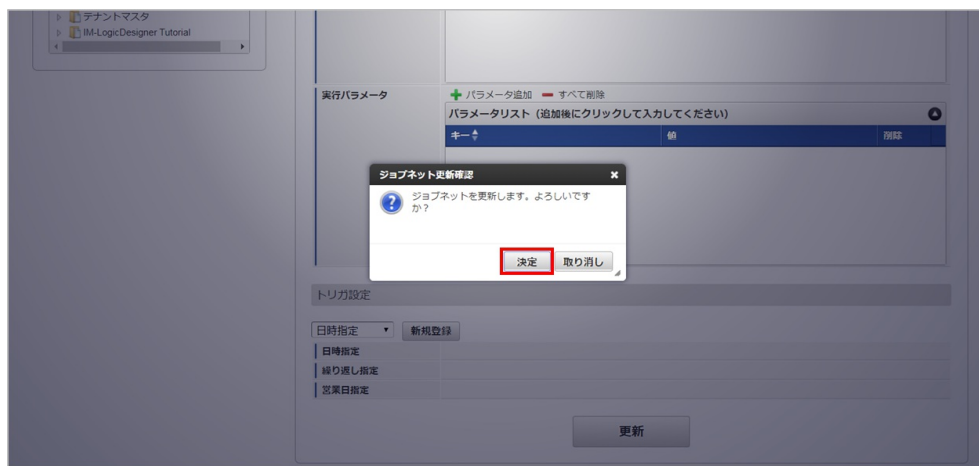 テナントマスタ
IM-LogicDesigner Tutorial
実行パラメータ
パラメータ追加 すべて削除
パラメータリスト（追加後にクリックして入力してください）
キー 値 削除
ジョブネット更新確認
ジョブネットを更新します。よろしいです
か？
決定 取り消し
トリガ設定
日時指定 新規登録
日時指定
繰り返し指定
営業日指定
更新